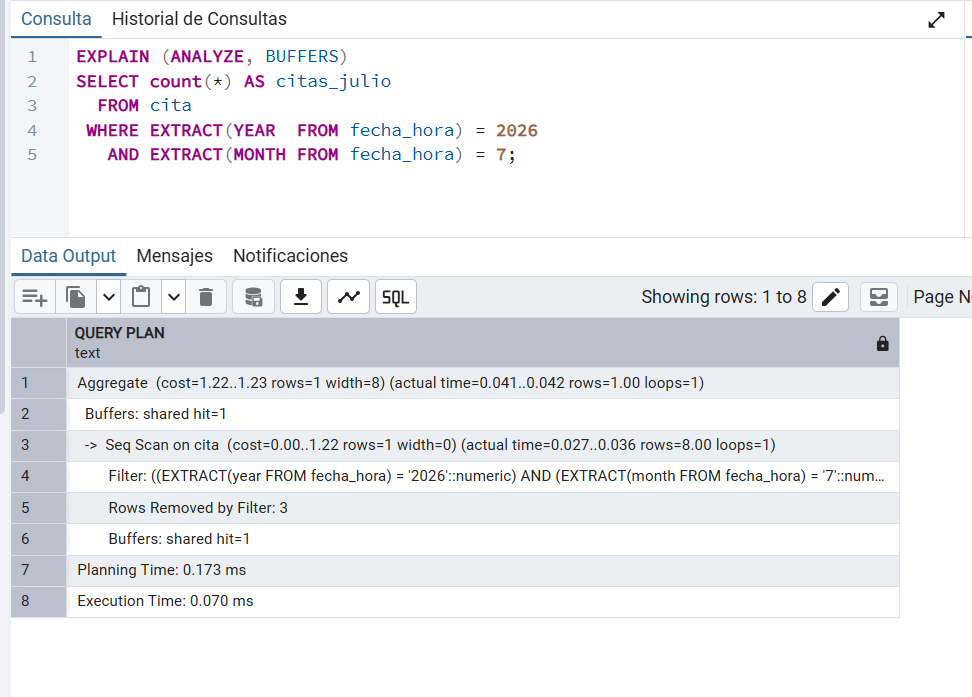 Consulta Historial de Consultas
1 EXPLAIN (ANALYZE, BUFFERS)
2 SELECT count(*) AS citas_julio
3 FROM cita
4 WHERE EXTRACT(YEAR  FROM fecha_hora) = 2026
5 AND EXTRACT(MONTH FROM fecha_hora) = 7;
Data Output Mensajes Notificaciones
SQL Showing rows: 1 to 8 Page N
QUERY PLAN
text
1 Aggregate  (cost=1.22..1.23 rows=1 width=8) (actual time=0.041..0.042 rows=1.00 loops=1)
2 Buffers: shared hit=1
3 -> Seq Scan on cita  (cost=0.00..1.22 rows=1 width=0) (actual time=0.027..0.036 rows=8.00 loops=1)
4 Filter: ((EXTRACT(year FROM fecha_hora) = '2026'::numeric) AND (EXTRACT(month FROM fecha_hora) = '7'::num...
5 Rows Removed by Filter: 3
6 Buffers: shared hit=1
7 Planning Time: 0.173 ms
8 Execution Time: 0.070 ms